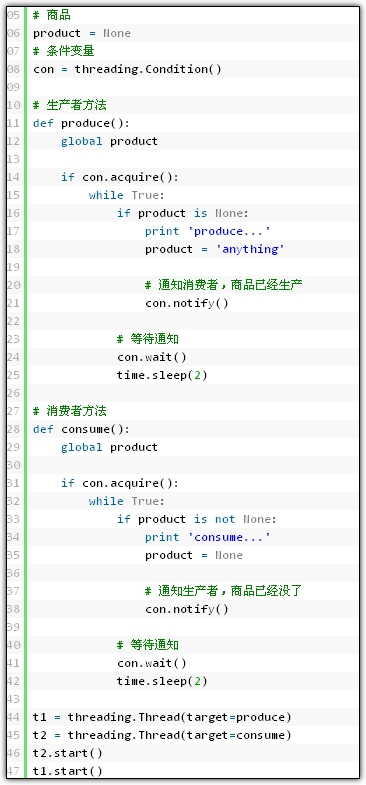 05 # 商品
06 product = None
07 # 条件变量
08 con = threading.Condition()
09
10 # 生产者方法
11 def produce():
12     global product
13
14     if con.acquire():
15         while True:
16             if product is None:
17                 print 'produce...'
18                 product = 'anything'
19
20                 # 通知消费者，商品已经生产
21                 con.notify()
22
23             # 等待通知
24             con.wait()
25             time.sleep(2)
26
27 # 消费者方法
28 def consume():
29     global product
30
31     if con.acquire():
32         while True:
33             if product is not None:
34                 print 'consume...'
35                 product = None
36
37                 # 通知生产者，商品已经没了
38                 con.notify()
39
40             # 等待通知
41             con.wait()
42             time.sleep(2)
43
44 t1 = threading.Thread(target=produce)
45 t2 = threading.Thread(target=consume)
46 t2.start()
47 t1.start()